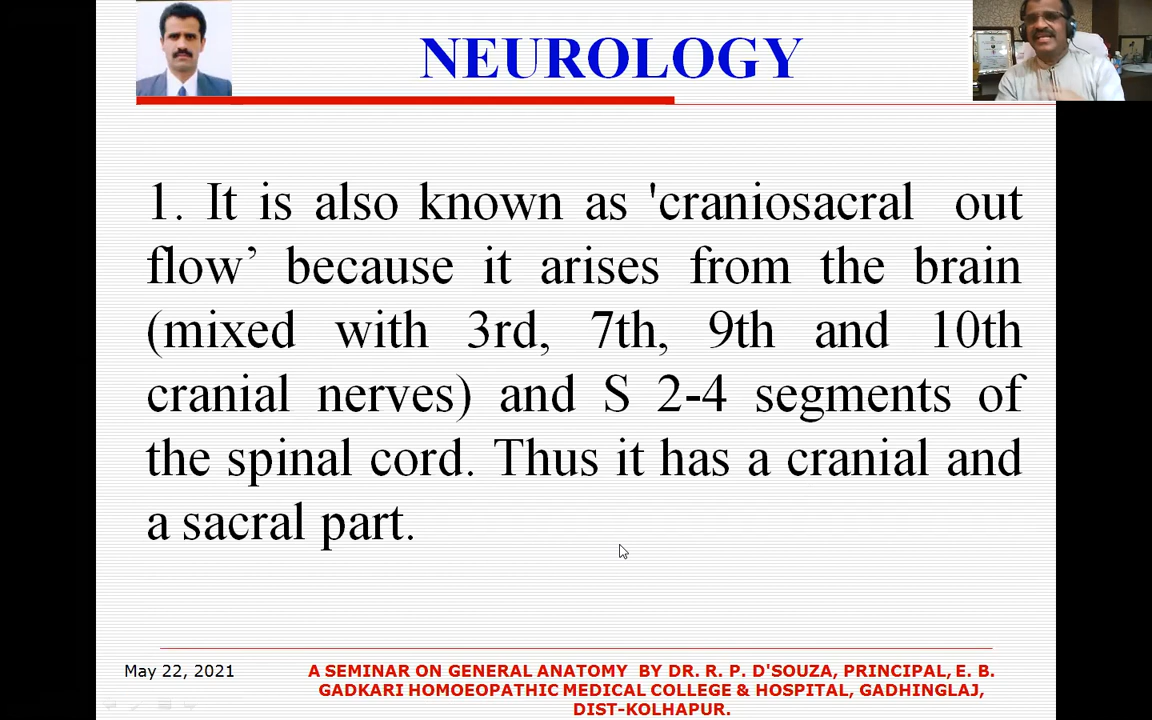 NEUROLOGY
1. It is also known as 'craniosacral out
flow’ because it arises from the brain
(mixed with 3rd, 7th, 9th and 10th
cranial nerves) and S 2-4 segments of
the spinal cord. Thus it has a cranial and
a sacral part.
May 22, 2021
A SEMINAR ON GENERAL ANATOMY BY DR. R. P. D'SOUZA, PRINCIPAL, E. B.
GADKARI HOMOEOPATHIC MEDICAL COLLEGE & HOSPITAL, GADHINGLAJ,
DIST-KOLHAPUR.